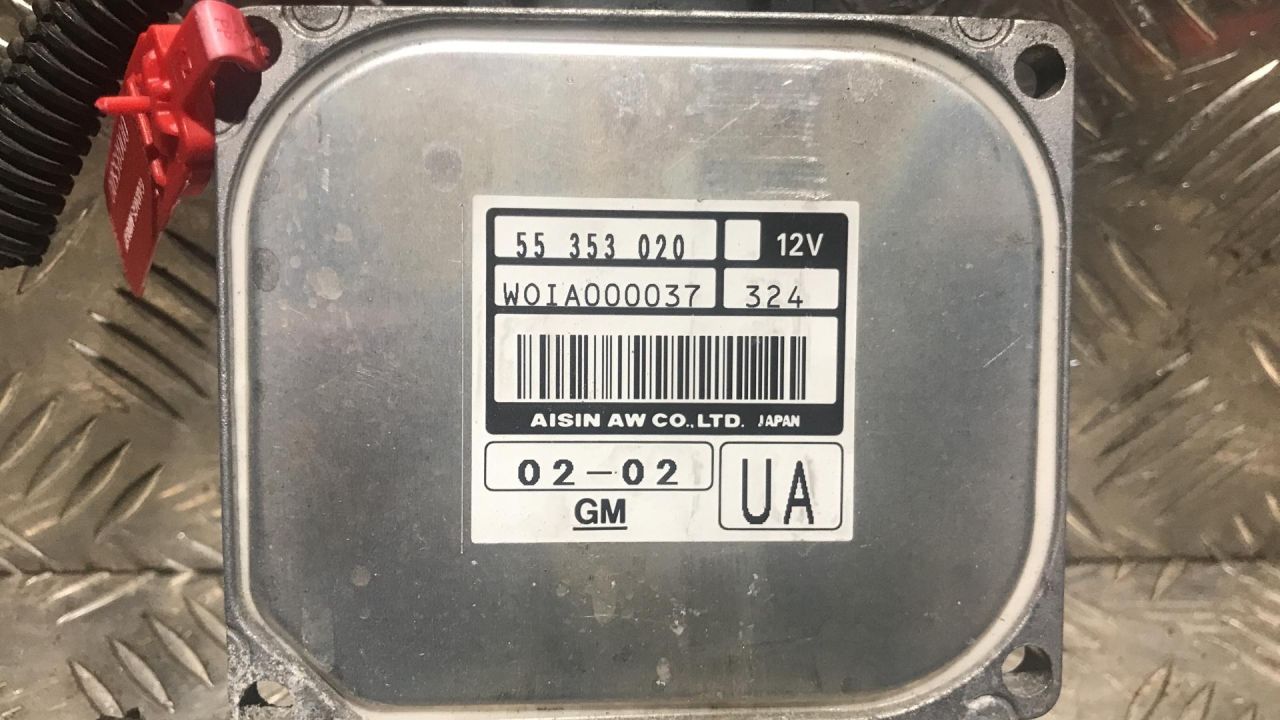 55 353 020
12V
W0IA000037
324
AISIN AW CO.,LTD. JAPAN
02-02
UA
GM